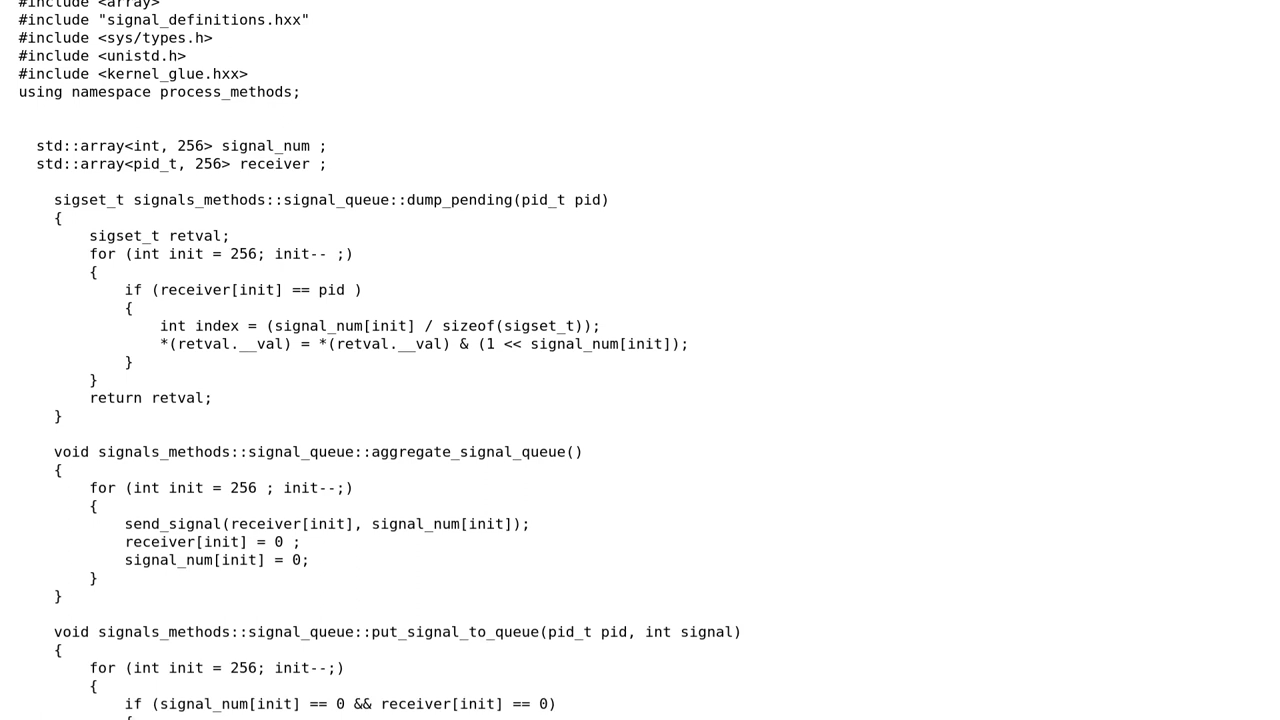 #include <array>
#include "signal_definitions.hxx"
#include <sys/types.h>
#include <unistd.h>
#include <kernel_glue.hxx>
using namespace process_methods;
std::array<int, 256> signal_num ;
std::array<pid_t, 256> receiver ;
sigset_t signals_methods::signal_queue::dump_pending(pid_t pid)
{
sigset_t retval;
for (int init = 256; init-- ;)
{
if (receiver[init] == pid )
{
int index = (signal_num[init] / sizeof(sigset_t));
*(retval.__val) = *(retval.__val) & (1 << signal_num[init]);
}
}
return retval;
}
void signals_methods::signal_queue::aggregate_signal_queue()
{
for (int init = 256 ; init--;)
{
send_signal(receiver[init], signal_num[init]);
receiver[init] = 0 ;
signal_num[init] = 0;
}
}
void signals_methods::signal_queue::put_signal_to_queue(pid_t pid, int signal)
{
for (int init = 256; init--;)
{
if (signal_num[init] == 0 && receiver[init] == 0)
{